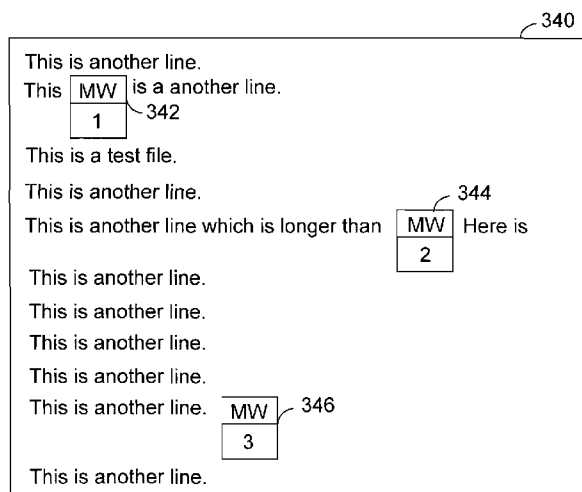 340
This is another line.
This MW is a another line.
1 342
This is a test file.
This is another line.
344
This is another line which is longer than MW Here is
2
This is another line.
This is another line.
This is another line.
This is another line.
This is another line. MW 346
3
This is another line.